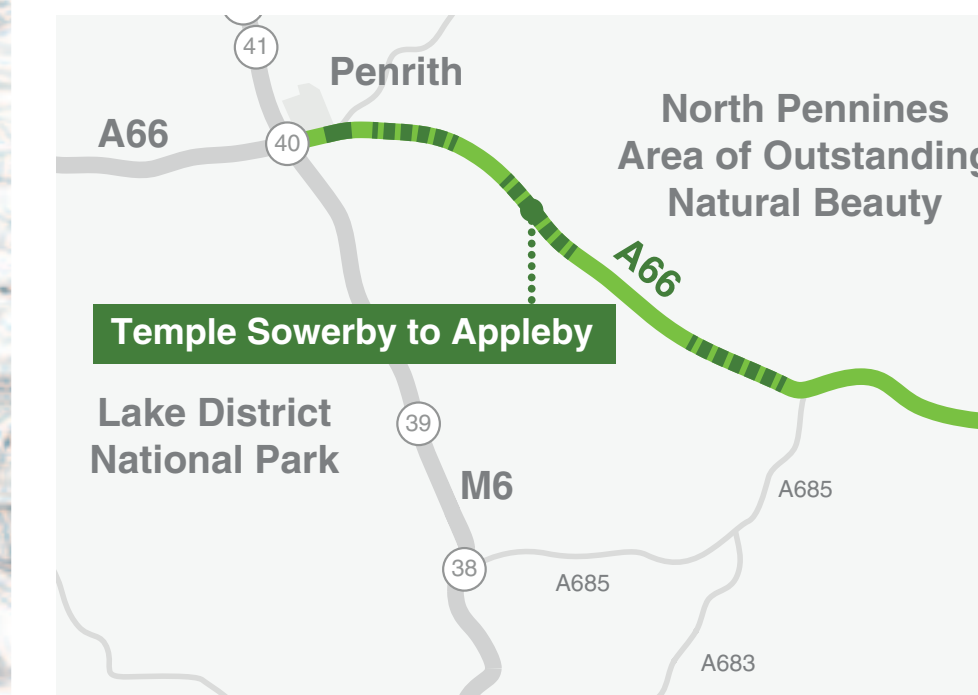 41
Penrith
North Pennines
Area of Outstanding
Natural Beauty
A66
40
A66
Temple Sowerby to Appleby
Lake District
National Park
39
M6
A685
38
A685
A683